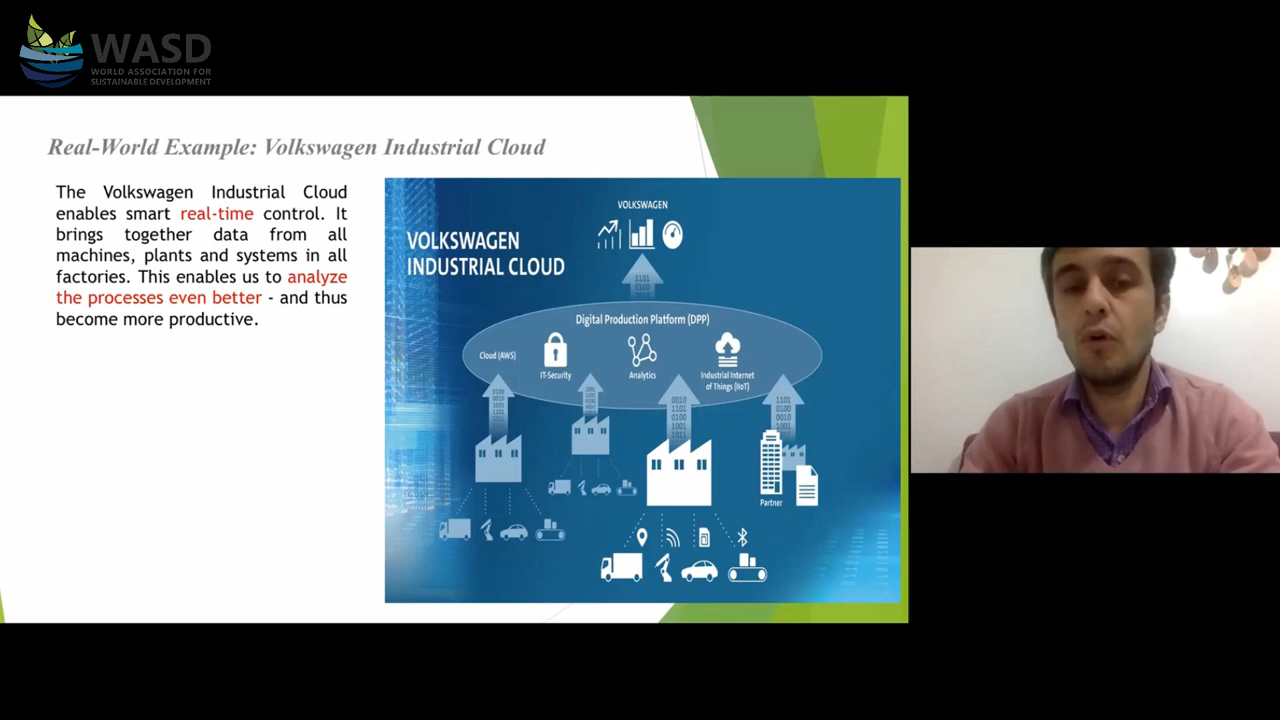 WASD
WORLD ASSOCIATION FOR
SUSTAINABLE DEVELOPMENT
Real-World Example: Volkswagen Industrial Cloud
The Volkswagen Industrial Cloud
enables smart real-time control. It
brings together data from all
machines, plants and systems in all
factories. This enables us to analyze
the processes even better - and thus
become more productive.
VOLKSWAGEN
VOLKSWAGEN
INDUSTRIAL CLOUD
1101
0100
Digital Production Platform (DPP)
Cloud (AWS)
IT-Security
Analytics
Industrial Internet
of Things (IIoT)
0010
1101
0100
1001
1011
1101
0100
0010
1001
Partner